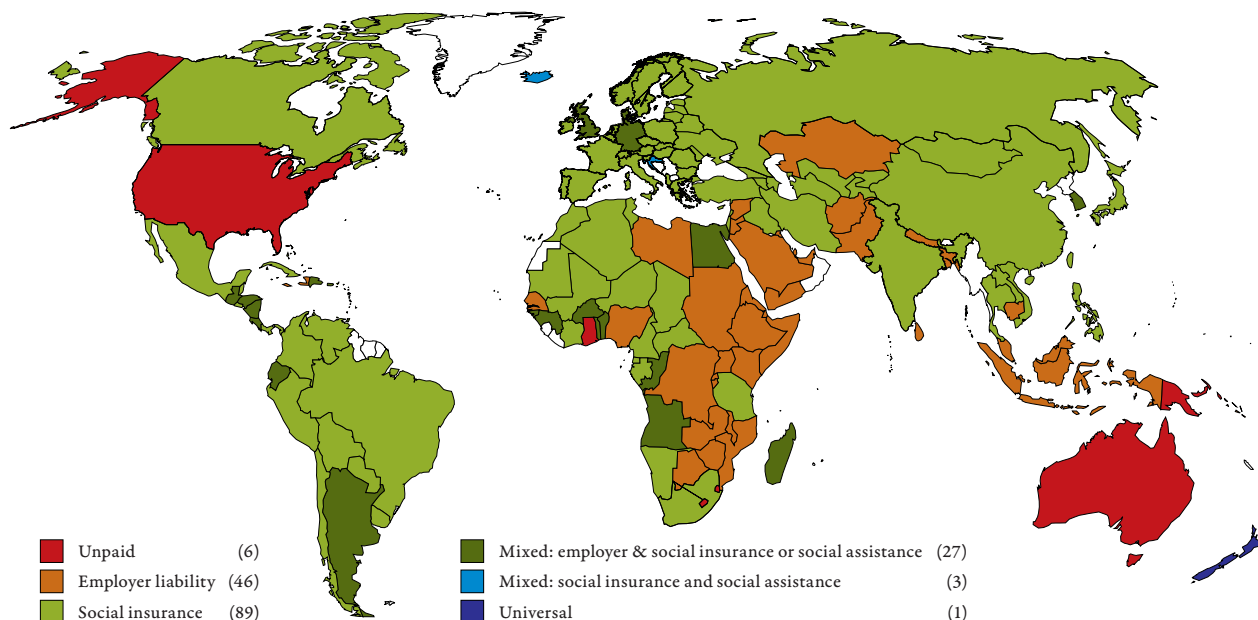 Unpaid (6)
Employer liability (46)
Social insurance (89)
Mixed: employer & social insurance or social assistance (27)
Mixed: social insurance and social assistance (3)
Universal (1)